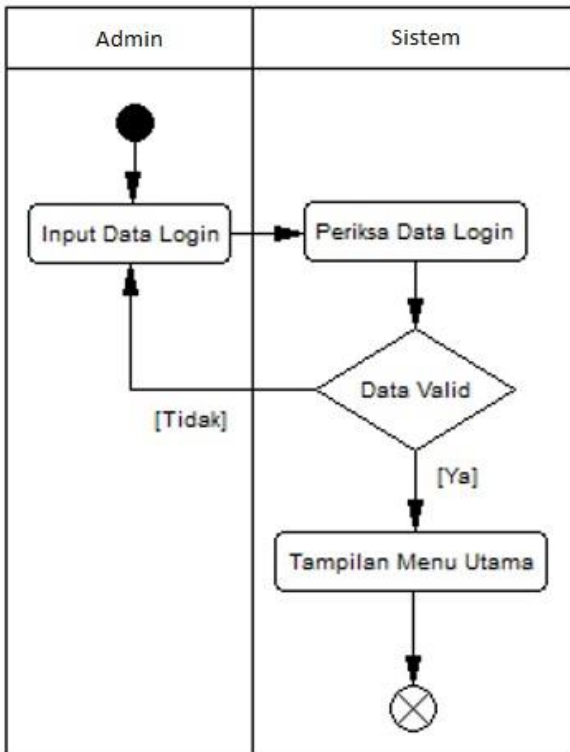 Admin
Sistem
Input Data Login
Periksa Data Login
Data Valid
[Tidak]
[Ya]
Tampilan Menu Utama